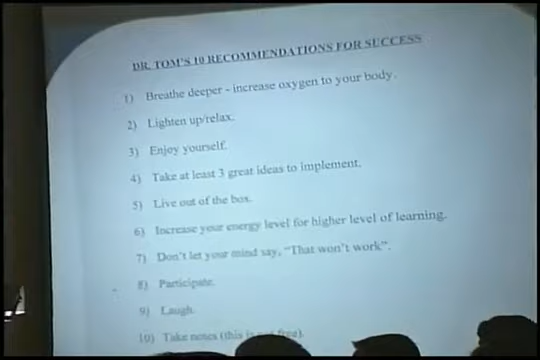 DR. TOM'S 10 RECOMMENDATIONS FOR SUCCESS
1) Breathe deeper - increase oxygen to your body.
2) Lighten up/relax.
3) Enjoy yourself.
4) Take at least 3 great ideas to implement.
5) Live out of the box.
6) Increase your energy level for higher level of learning.
7) Don't let your mind say, "That won't work".
8) Participate.
9) Laugh.
10) Take notes (this is not free).